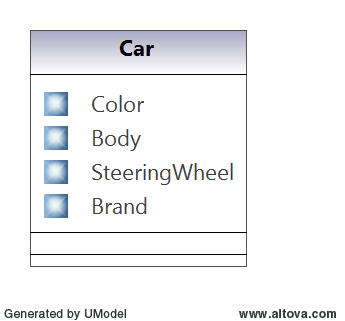 Car
Color
Body
SteeringWheel
Brand
Generated by UModel www.altova.com